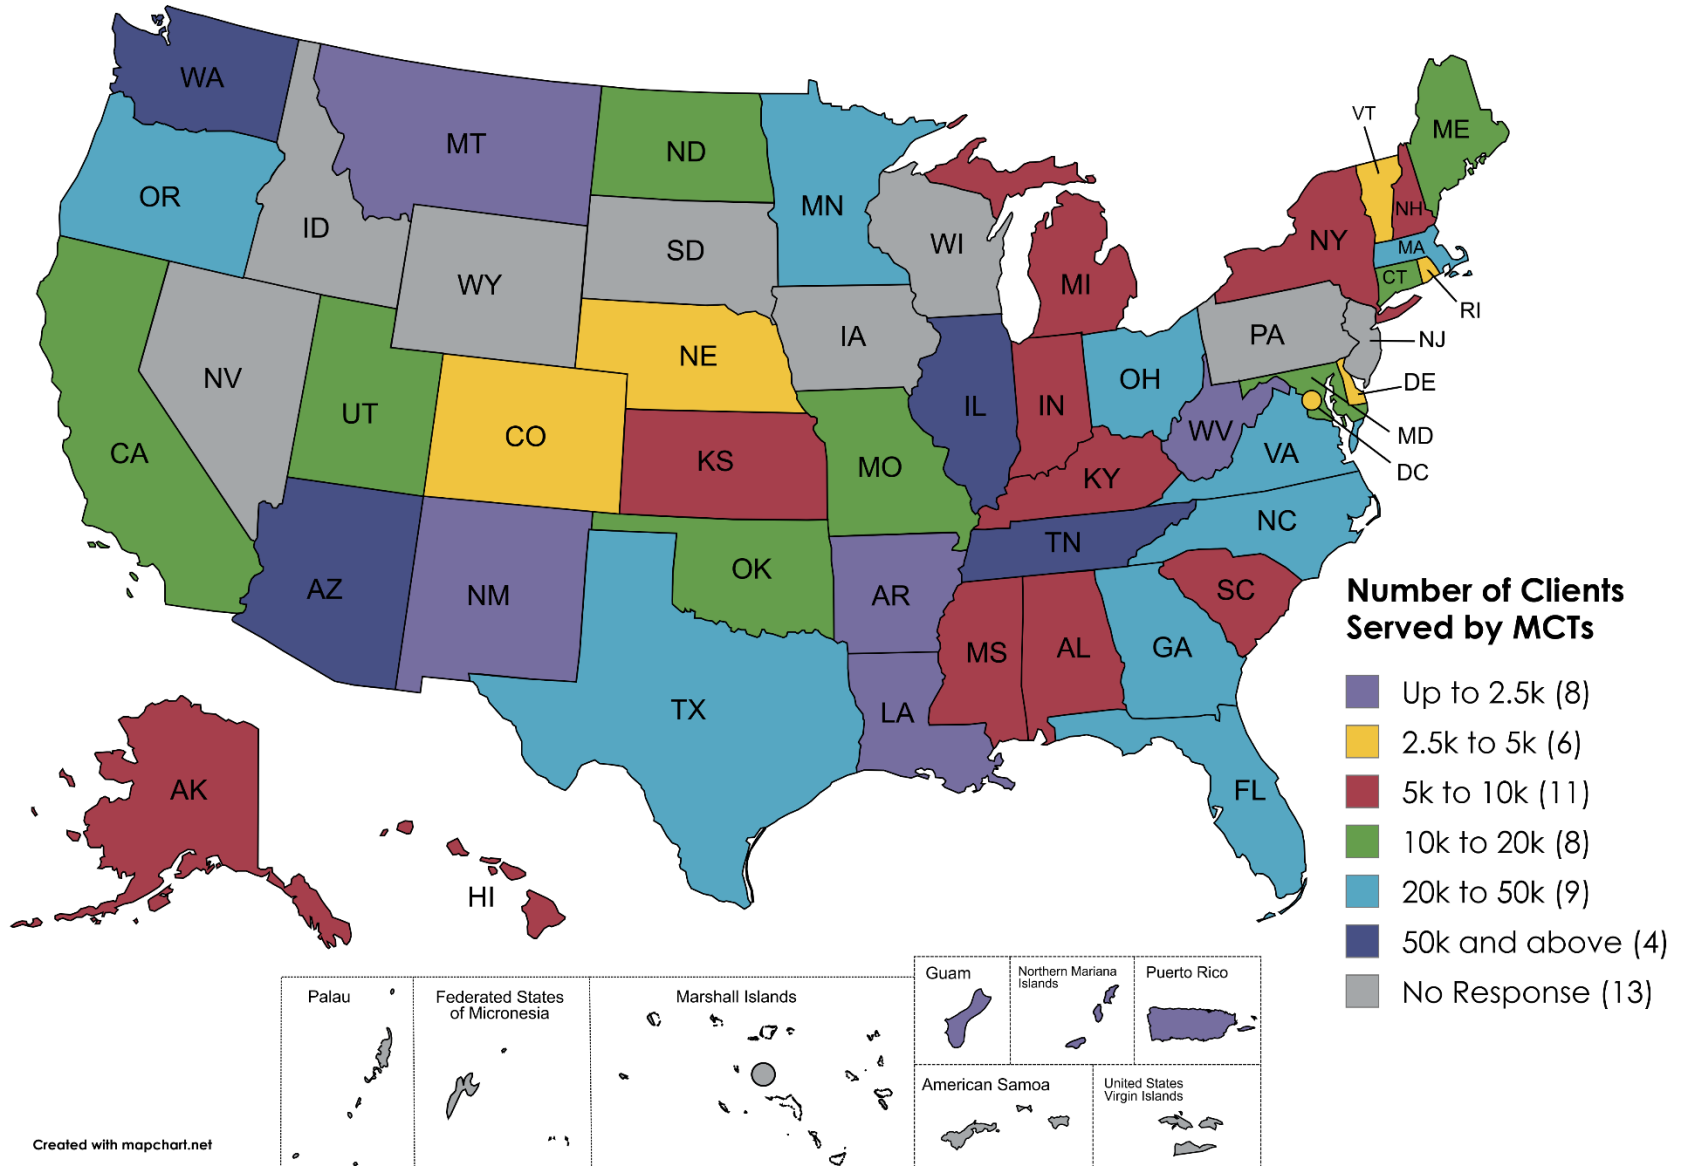 WA
MT
ND
MN
OR
ID
WY
SD
WI
MI
NY
VT
NH
ME
MA
CT
RI
NJ
PA
DE
MD
DC
NV
UT
CA
CO
NE
IA
IL
IN
OH
WV
VA
KS
MO
KY
NC
TN
SC
AZ
NM
OK
AR
TX
LA
MS
AL
GA
FL
AK
HI
Number of Clients
Served by MCTs
Up to 2.5k (8)
2.5k to 5k (6)
5k to 10k (11)
10k to 20k (8)
20k to 50k (9)
50k and above (4)
No Response (13)
Palau
Federated States
of Micronesia
Marshall Islands
Guam
Northern Mariana
Islands
Puerto Rico
American Samoa
United States
Virgin Islands
Created with mapchart.net